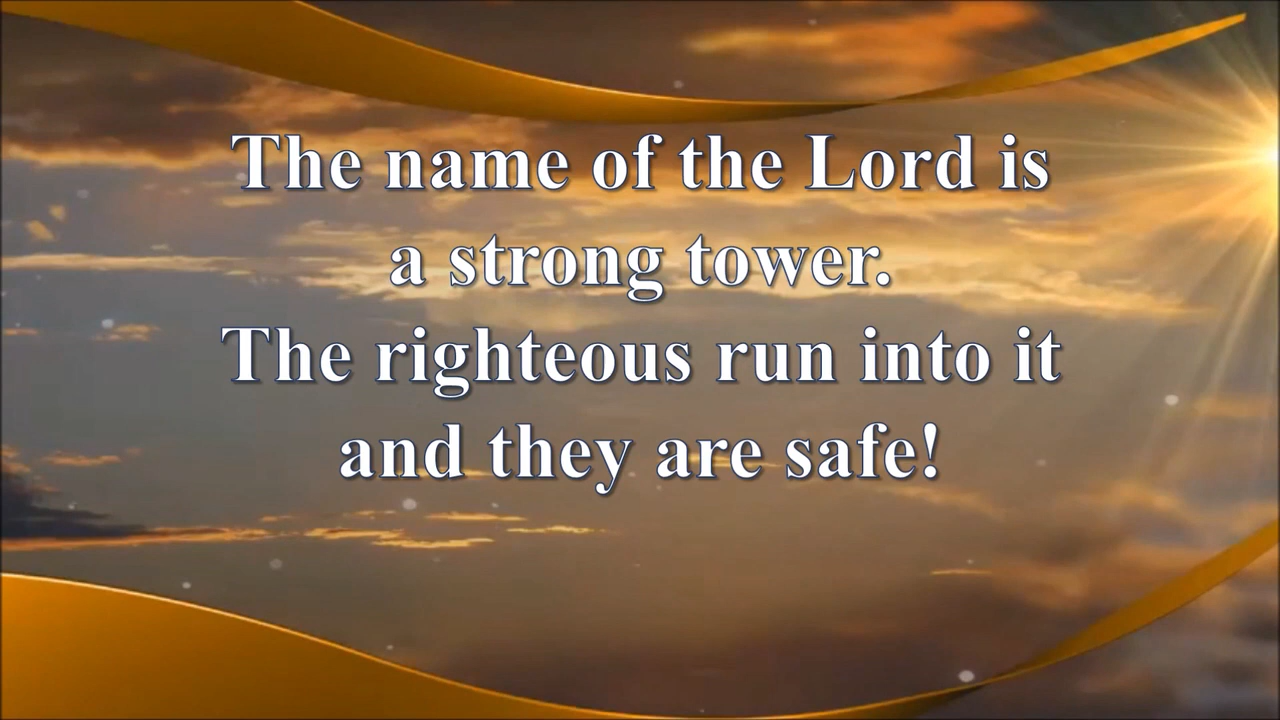 The name of the Lord is
a strong tower.
The righteous run into it
and they are safe!